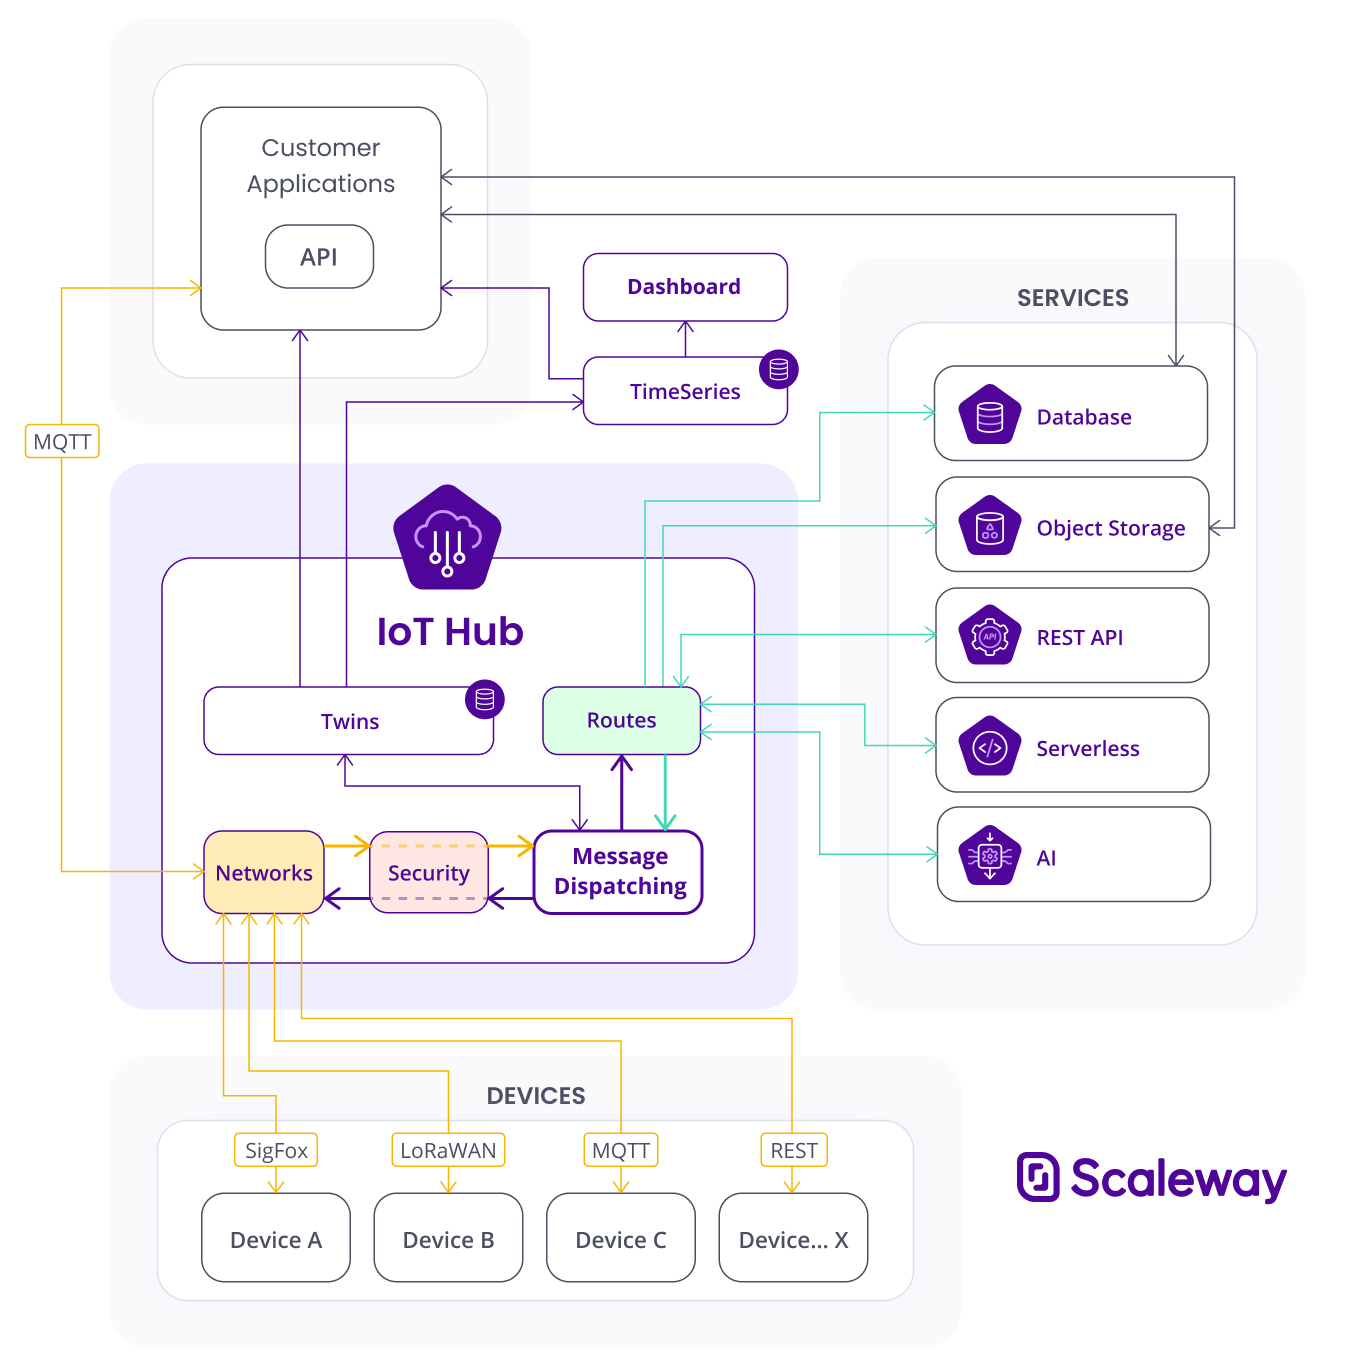 Customer
Applications
API
Dashboard
TimeSeries
MQTT
SERVICES
Database
Object Storage
API
REST API
Serverless
AI
IoT Hub
Twins
Routes
Networks
Security
Message
Dispatching
DEVICES
SigFox
LoRaWAN
MQTT
REST
Device A
Device B
Device C
Device... X
Scaleway